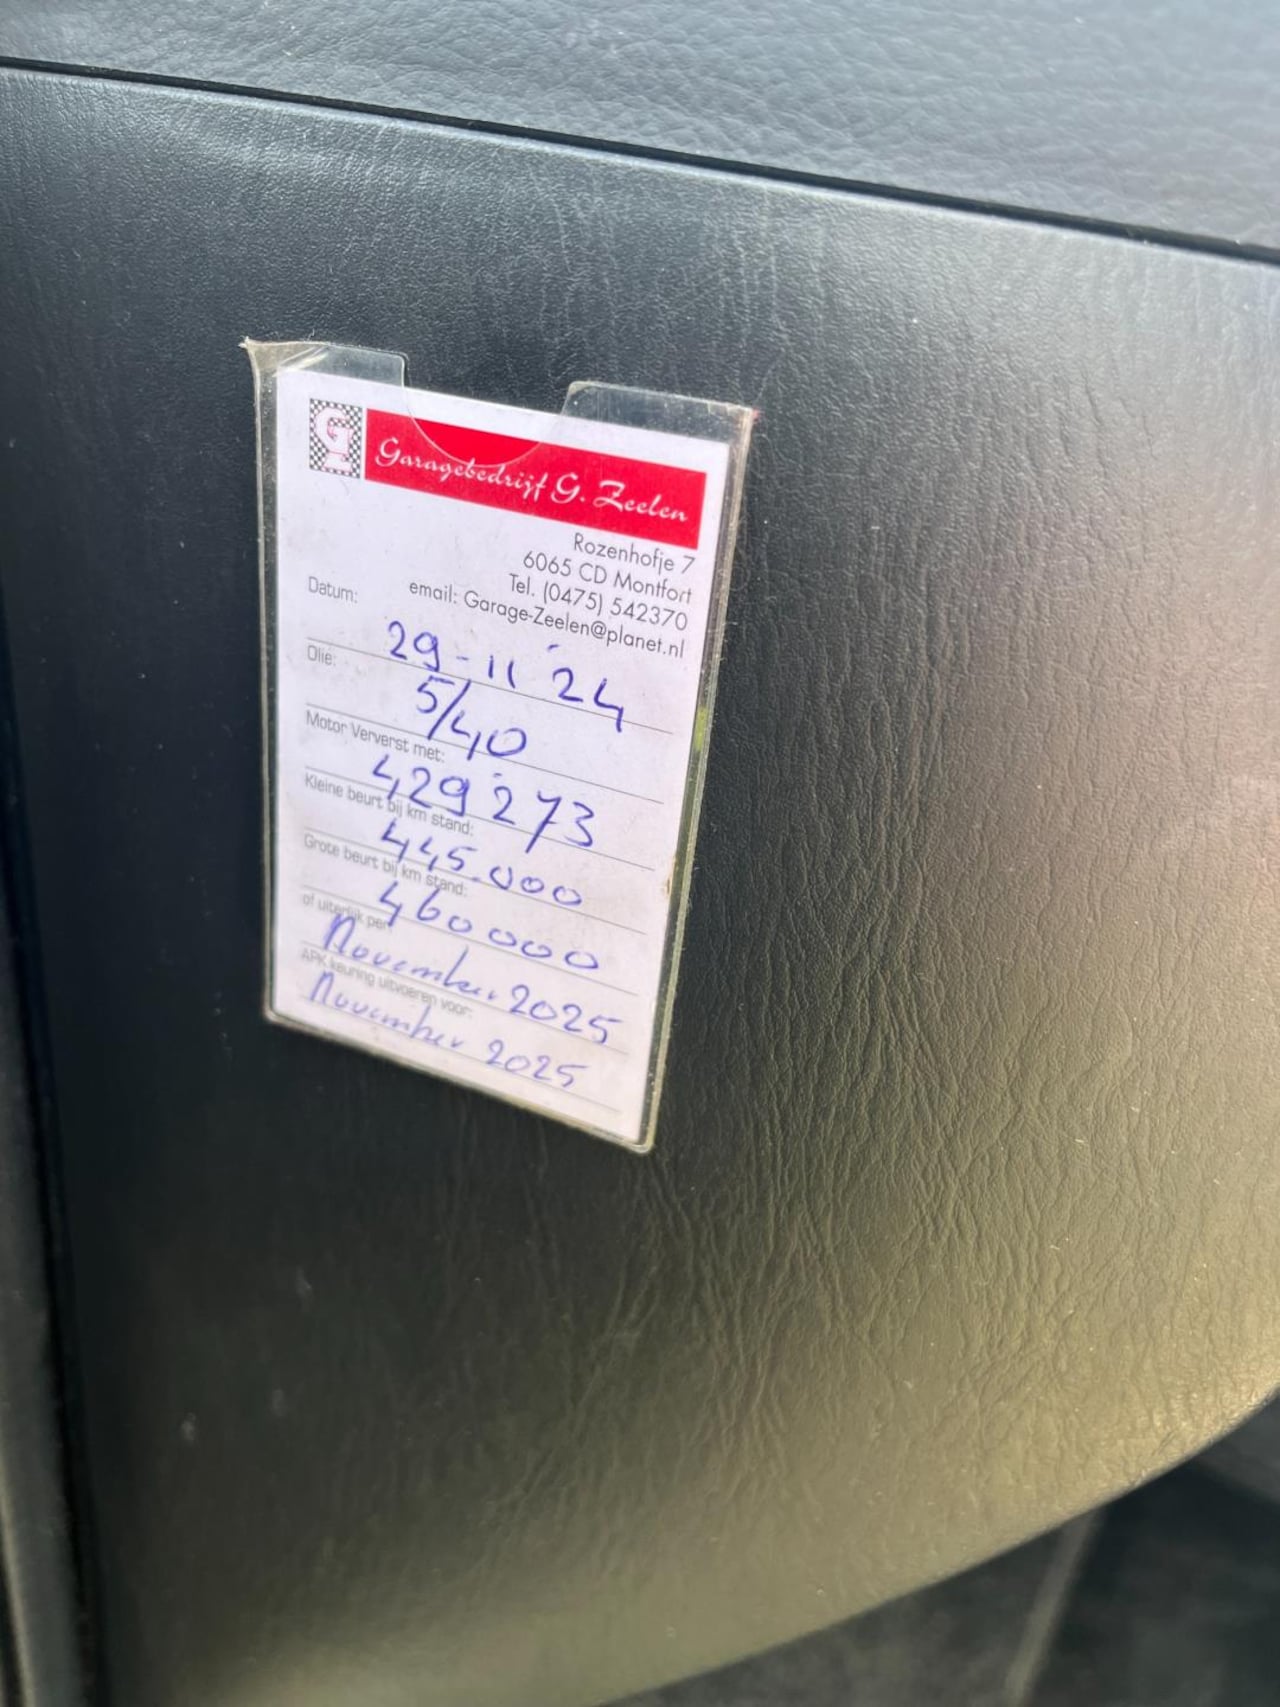 G
Garagebedrijf G. Zeelen
Rozenhofje 7
6065 CD Montfort
Tel. (0475) 542370
email: Garage-Zeelen@planet.nl
Datum:
29-11 '24
Olie:
5/40
Motor Ververst met:
429273
Kleine beurt bij km stand:
445.000
Grote beurt bij km stand:
460000
of uiterlijk per
November 2025
APK keuring uitvoeren voor:
November 2025